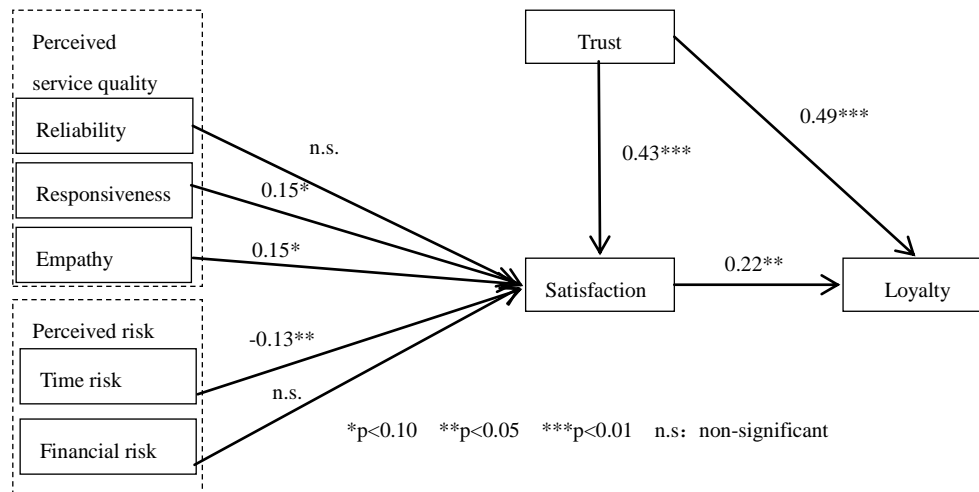 Perceived
service quality
Reliability
Responsiveness
Empathy
Perceived risk
Time risk
Financial risk
n.s.
0.15*
0.15*
-0.13**
n.s.
Trust
0.43***
0.49***
Satisfaction
0.22**
Loyalty
*p<0.10 **p<0.05 ***p<0.01 n.s：non-significant